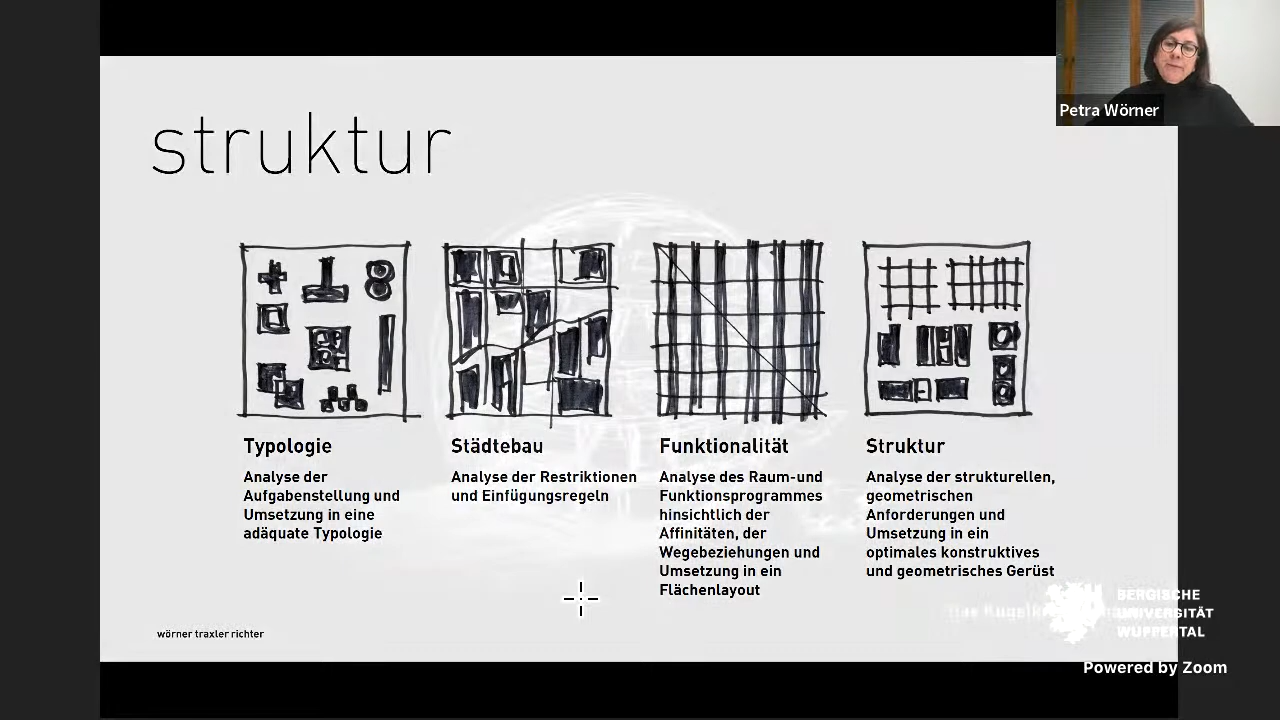 Petra Wörner
struktur
Typologie
Analyse der
Aufgabenstellung und
Umsetzung in eine
adäquate Typologie
Städtebau
Analyse der Restriktionen
und Einfügungsregeln
Funktionalität
Analyse des Raum-und
Funktionsprogrammes
hinsichtlich der
Affinitäten, der
Wegebeziehungen und
Umsetzung in ein
Flächenlayout
Struktur
Analyse der strukturellen,
geometrischen
Anforderungen und
Umsetzung in ein
optimales konstruktives
und geometrisches Gerüst
wörner traxler richter
BERGISCHE
UNIVERSITÄT
WUPPERTAL
Powered by Zoom